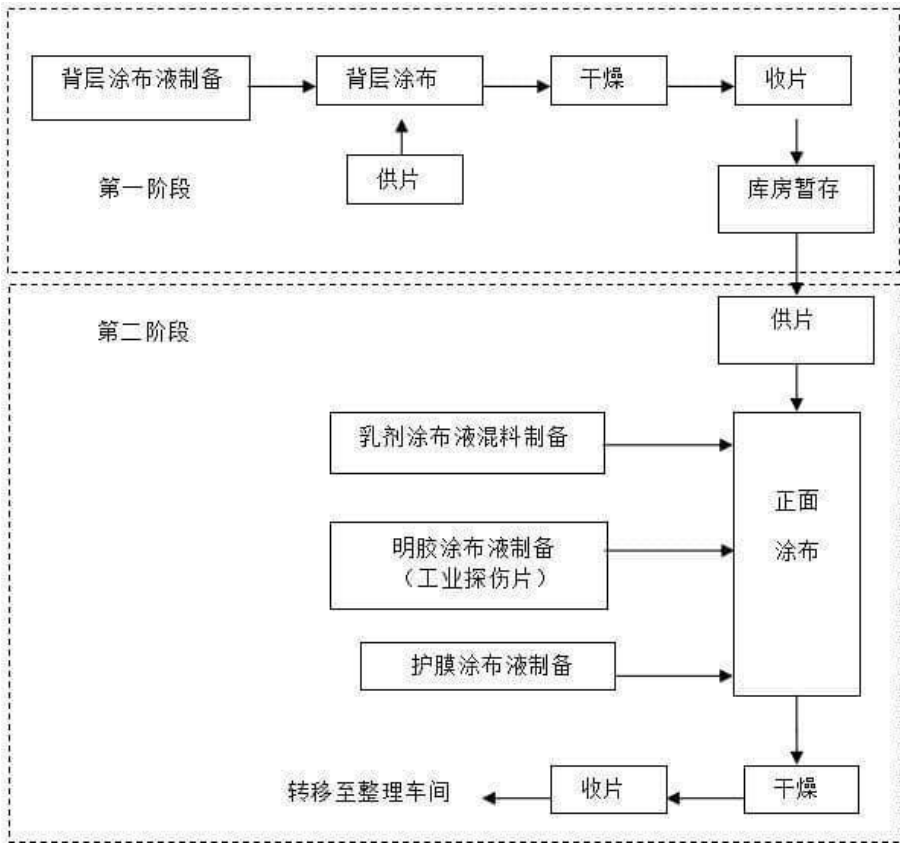 背层涂布液制备
背层涂布
干燥
收片
供片
第一阶段
库房暂存
第二阶段
供片
乳剂涂布液混料制备
正面
涂布
明胶涂布液制备
（工业探伤片）
护膜涂布液制备
转移至整理车间
收片
干燥